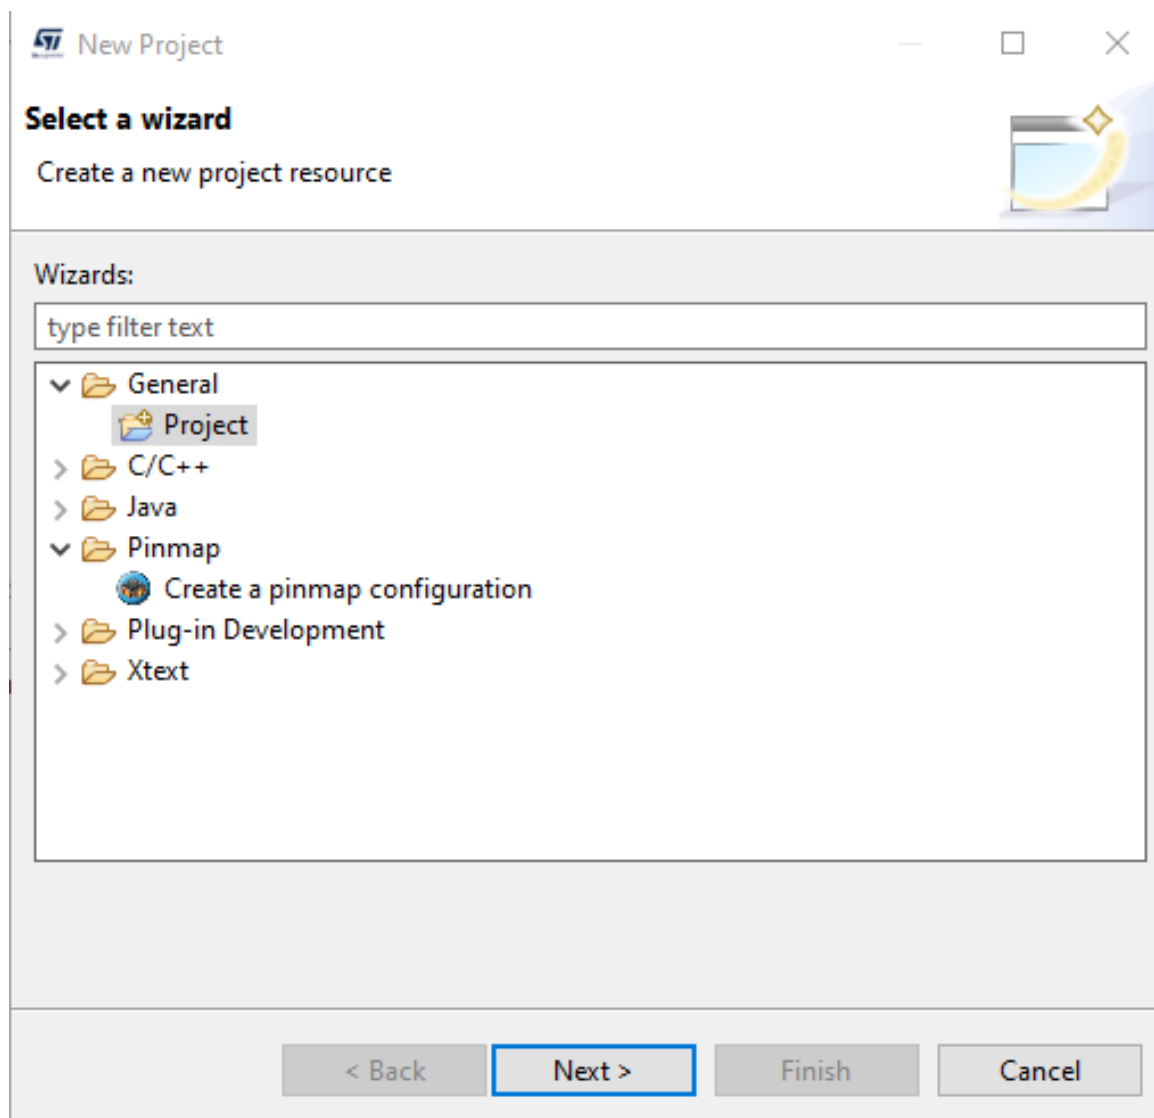 New Project
Select a wizard
Create a new project resource
Wizards:
type filter text
General
Project
C/C++
Java
Pinmap
Create a pinmap configuration
Plug-in Development
Xtext
< Back
Next >
Finish
Cancel